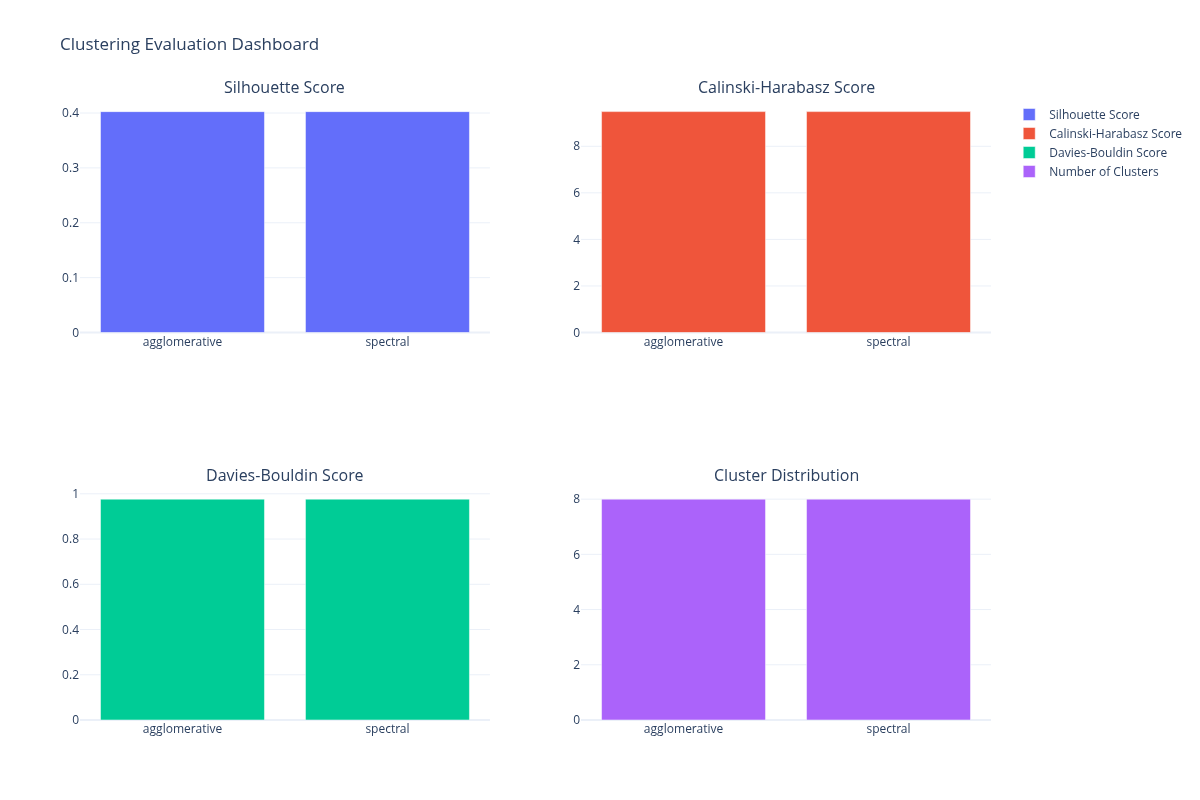 Clustering Evaluation Dashboard
Silhouette Score
0.4
0.3
0.2
0.1
0
agglomerative spectral
Calinski-Harabasz Score
8
6
4
2
0
agglomerative spectral
Silhouette Score
Calinski-Harabasz Score
Davies-Bouldin Score
Number of Clusters
Davies-Bouldin Score
1
0.8
0.6
0.4
0.2
0
agglomerative spectral
Cluster Distribution
8
6
4
2
0
agglomerative spectral